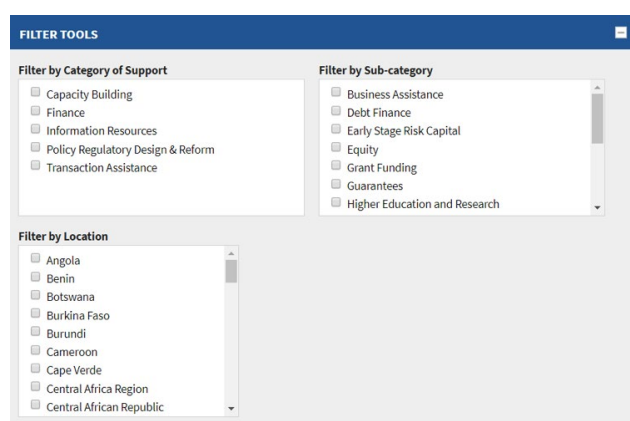 FILTER TOOLS
Filter by Category of Support
Capacity Building
Finance
Information Resources
Policy Regulatory Design & Reform
Transaction Assistance
Filter by Sub-category
Business Assistance
Debt Finance
Early Stage Risk Capital
Equity
Grant Funding
Guarantees
Higher Education and Research
Filter by Location
Angola
Benin
Botswana
Burkina Faso
Burundi
Cameroon
Cape Verde
Central Africa Region
Central African Republic